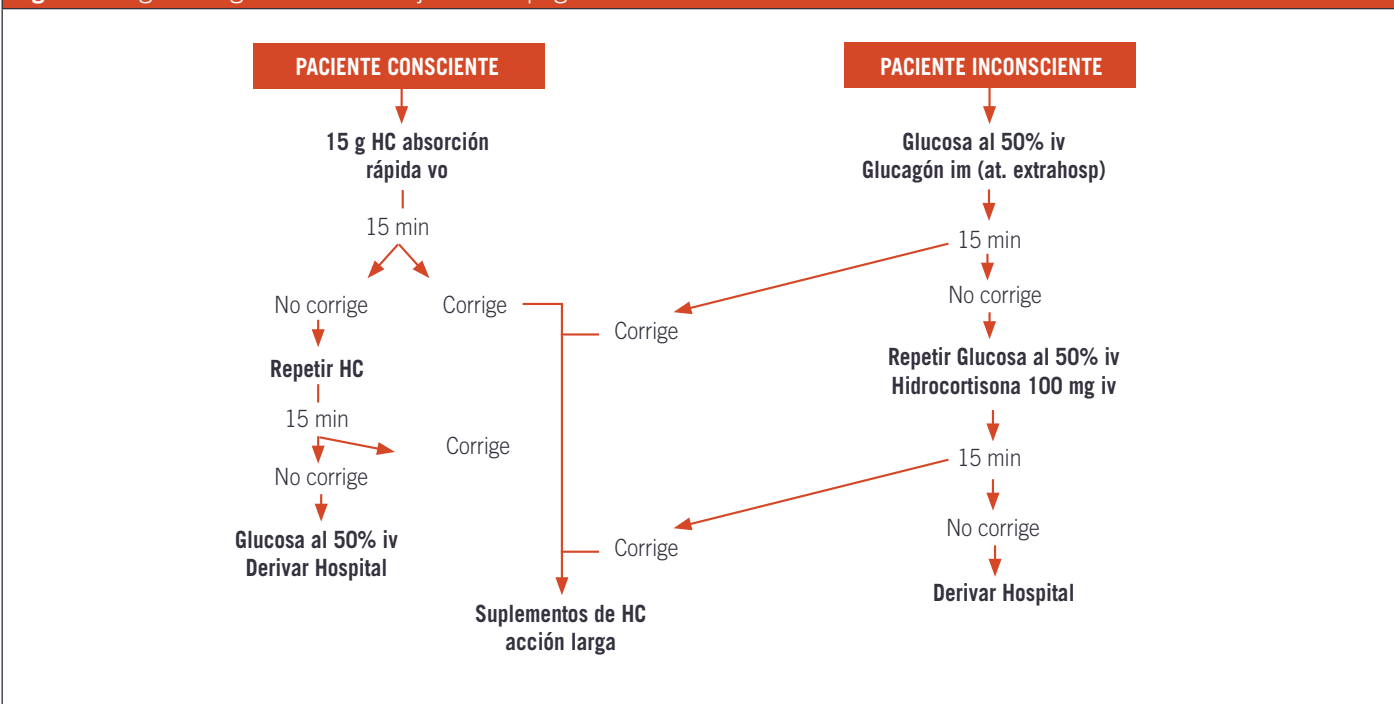 PACIENTE CONSCIENTE
15 g HC absorción
rápida vo
15 min
No corrige
Corrige
Repetir HC
15 min
Corrige
No corrige
Glucosa al 50% iv
Derivar Hospital
Corrige
Corrige
Suplementos de HC
acción larga
PACIENTE INCONSCIENTE
Glucosa al 50% iv
Glucagón im (at. extrahosp)
15 min
No corrige
Repetir Glucosa al 50% iv
Hidrocortisona 100 mg iv
15 min
No corrige
Derivar Hospital